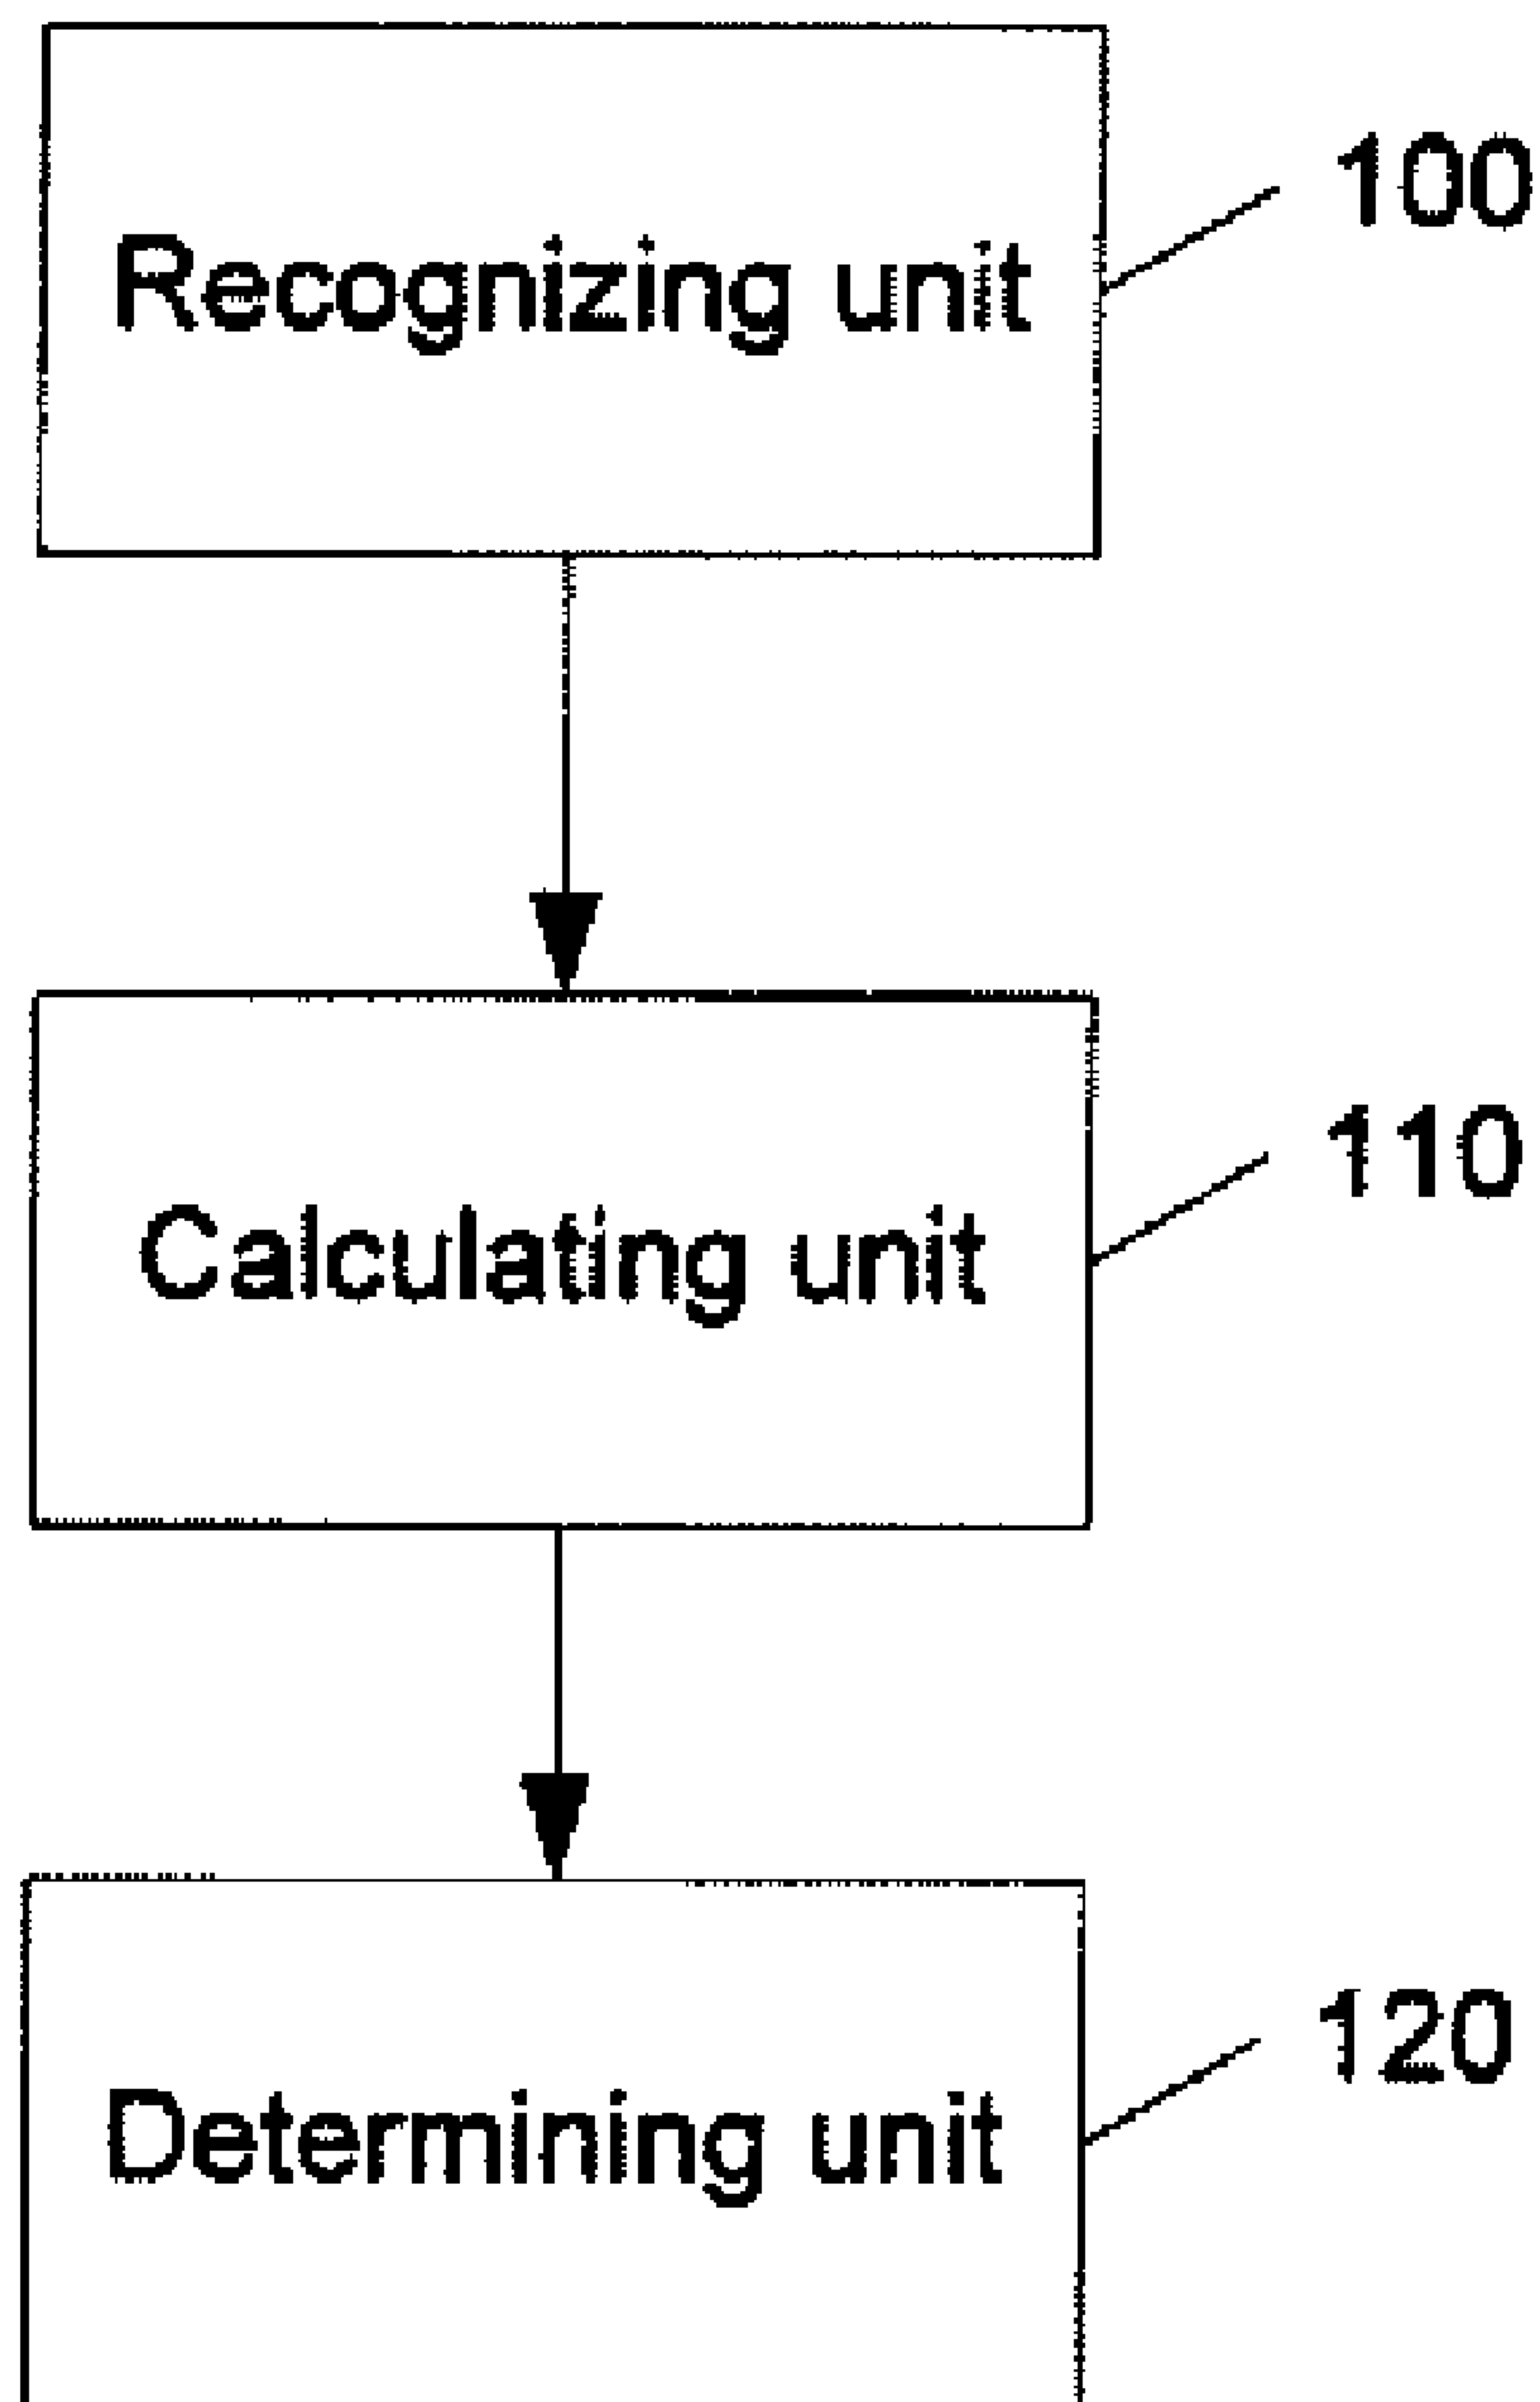 Recognizing unit
100
Calculating unit
110
Determining unit
120